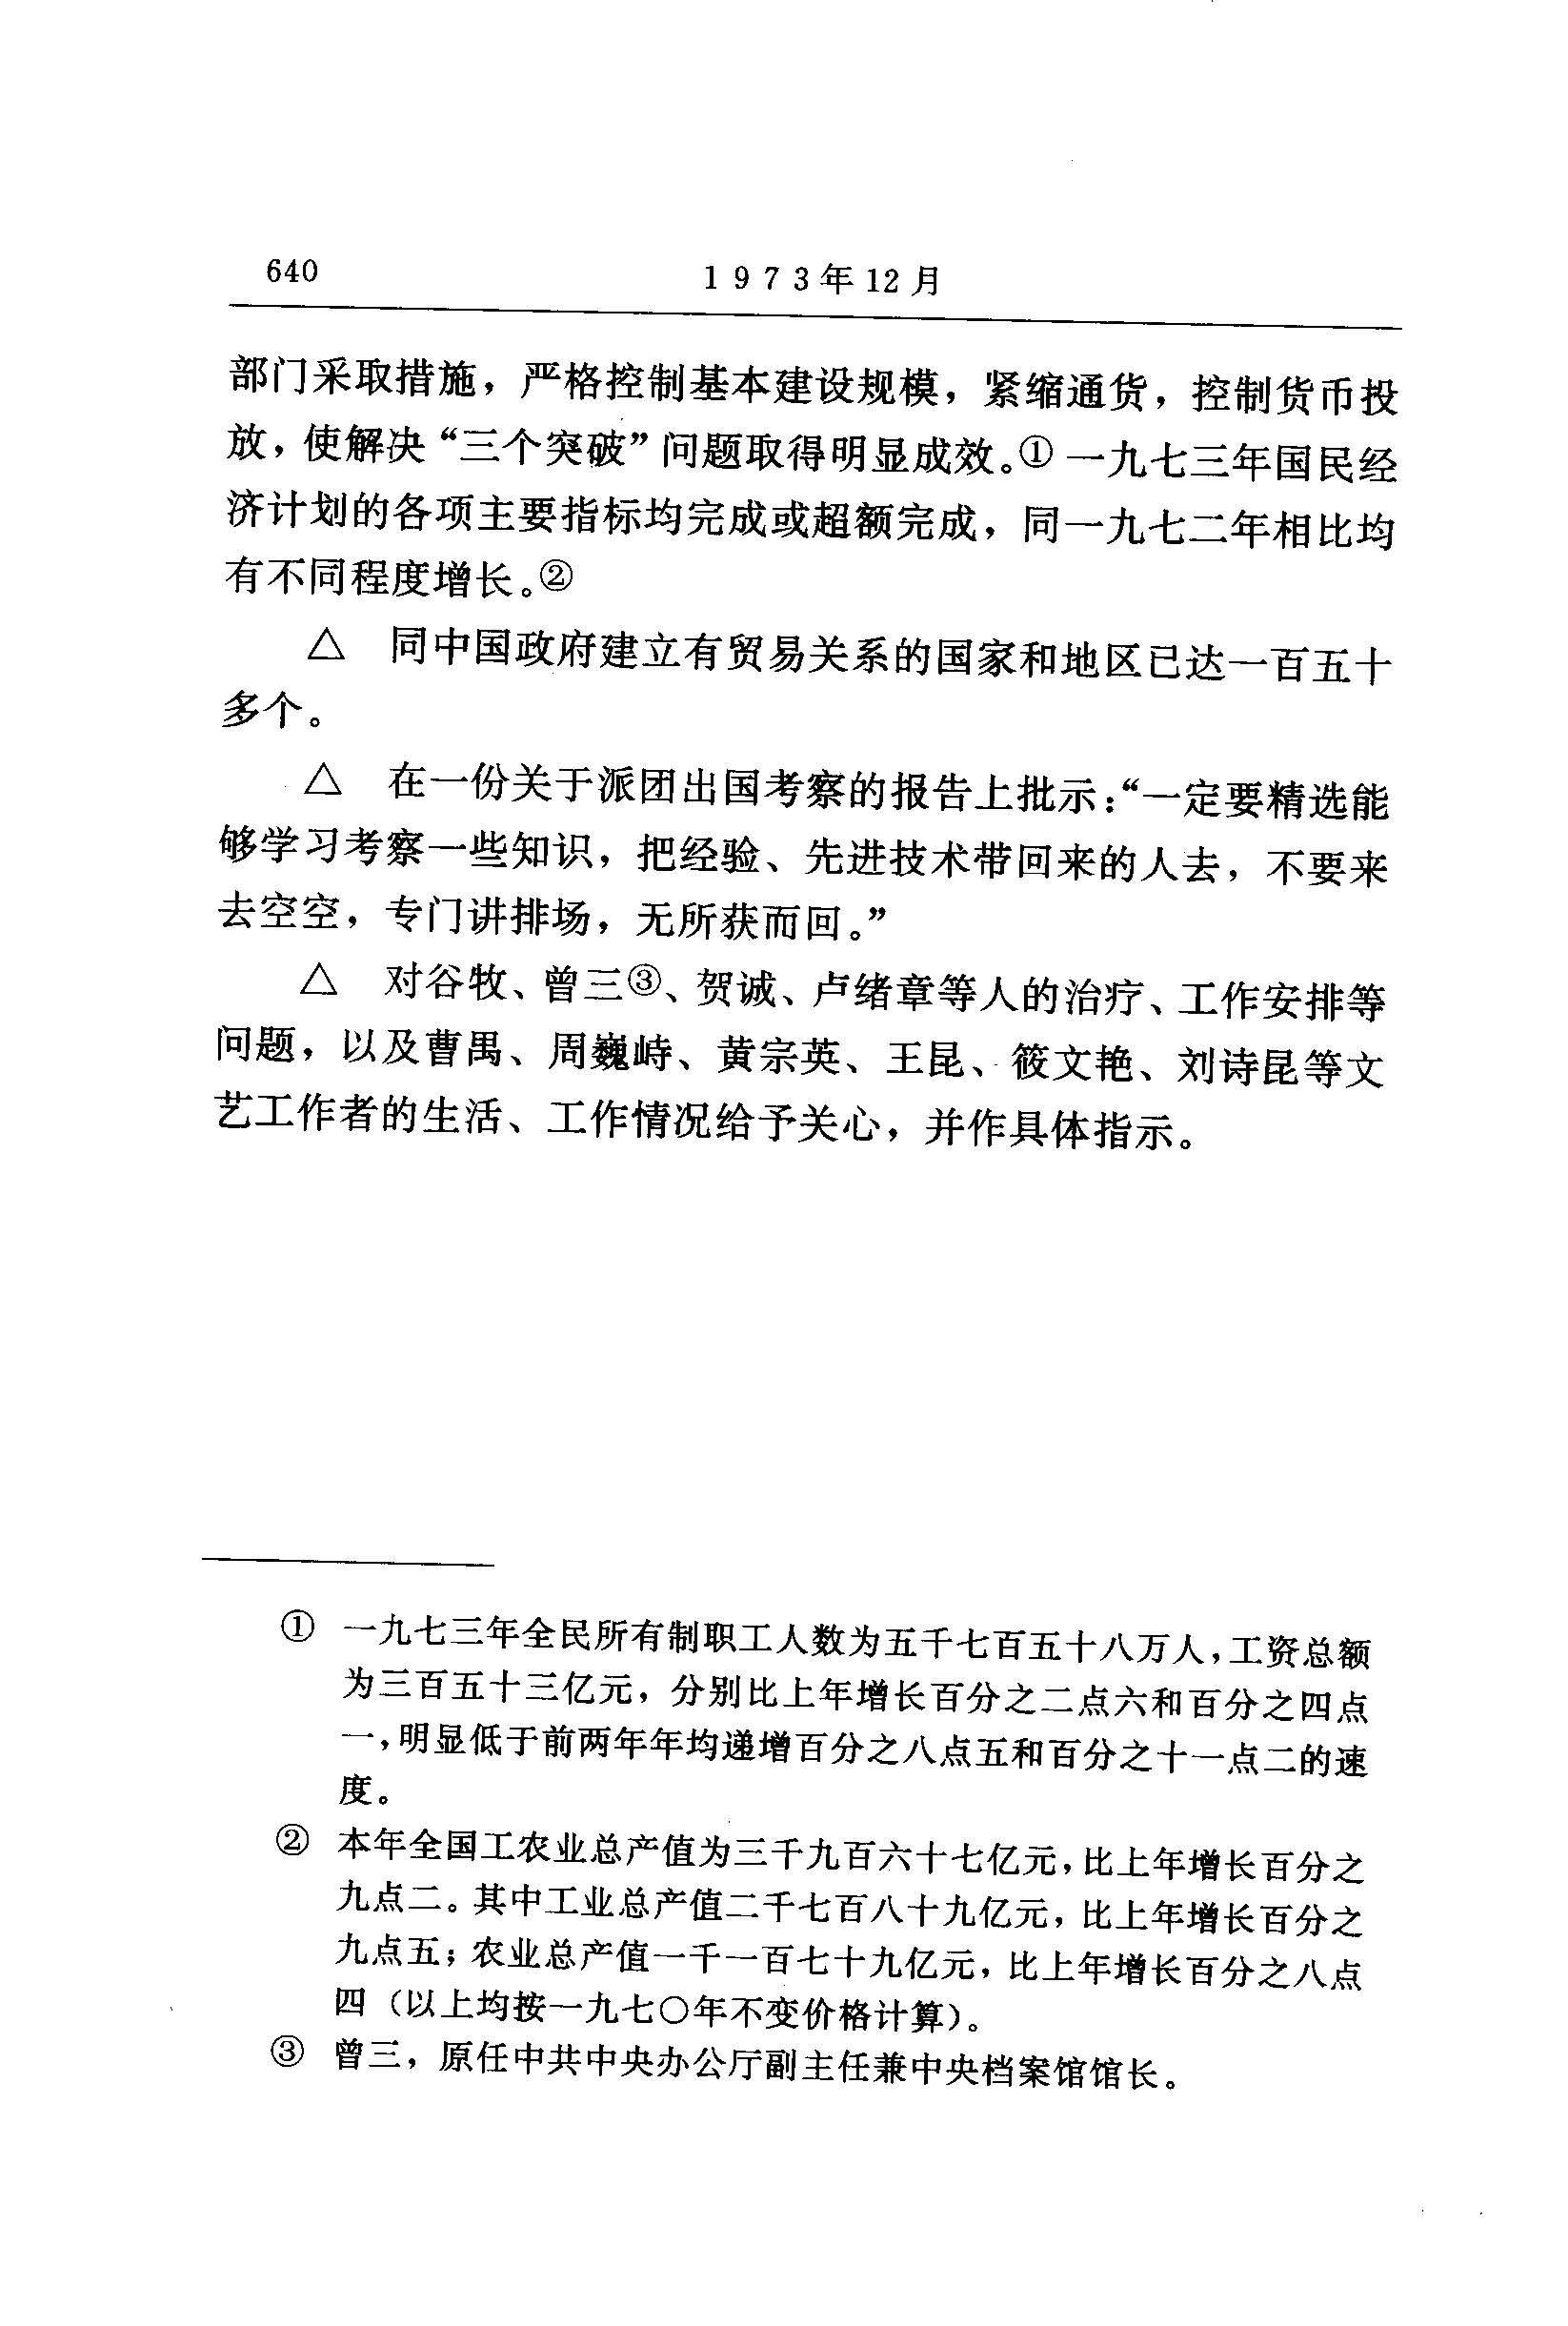 640
1973年12月
部门采取措施，严格控制基本建设规模，紧缩通货，控制货币投
放，使解决“三个突破”问题取得明显成效。①一九七三年国民经
济计划的各项主要指标均完成或超额完成，同一九七二年相比均
有不同程度增长。②
△　同中国政府建立有贸易关系的国家和地区已达一百五十
多个。
△　在一份关于派团出国考察的报告上批示：“一定要精选能
够学习考察一些知识，把经验、先进技术带回来的人去，不要来
去空空，专门讲排场，无所获而回。”
△　对谷牧、曾三③、贺诚、卢绪章等人的治疗、工作安排等
问题，以及曹禺、周巍峙、黄宗英、王昆、筱文艳、刘诗昆等文
艺工作者的生活、工作情况给予关心，并作具体指示。
①　一九七三年全民所有制职工人数为五千七百五十八万人，工资总额
为三百五十三亿元，分别比上年增长百分之二点六和百分之四点
一，明显低于前两年年均递增百分之八点五和百分之十一点二的速
度。
②　本年全国工农业总产值为三千九百六十七亿元，比上年增长百分之
九点二。其中工业总产值二千七百八十九亿元，比上年增长百分之
九点五；农业总产值一千一百七十九亿元，比上年增长百分之八点
四（以上均按一九七〇年不变价格计算）。
③　曾三，原任中共中央办公厅副主任兼中央档案馆馆长。